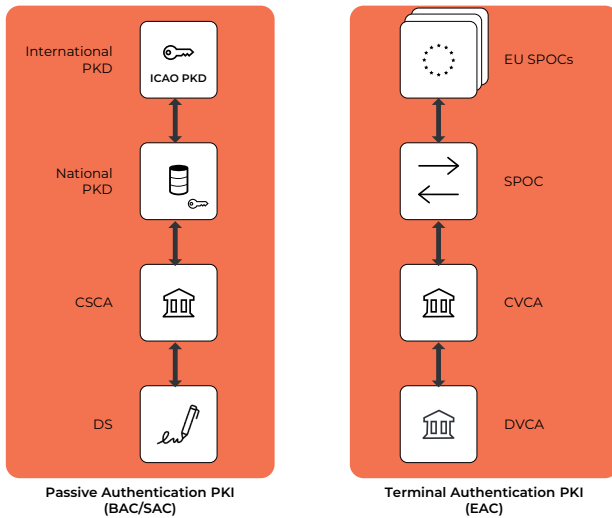 International
PKD
ICAO PKD
National
PKD
CSCA
DS
Passive Authentication PKI
(BAC/SAC)
EU SPOCs
SPOC
CVCA
DVCA
Terminal Authentication PKI
(EAC)